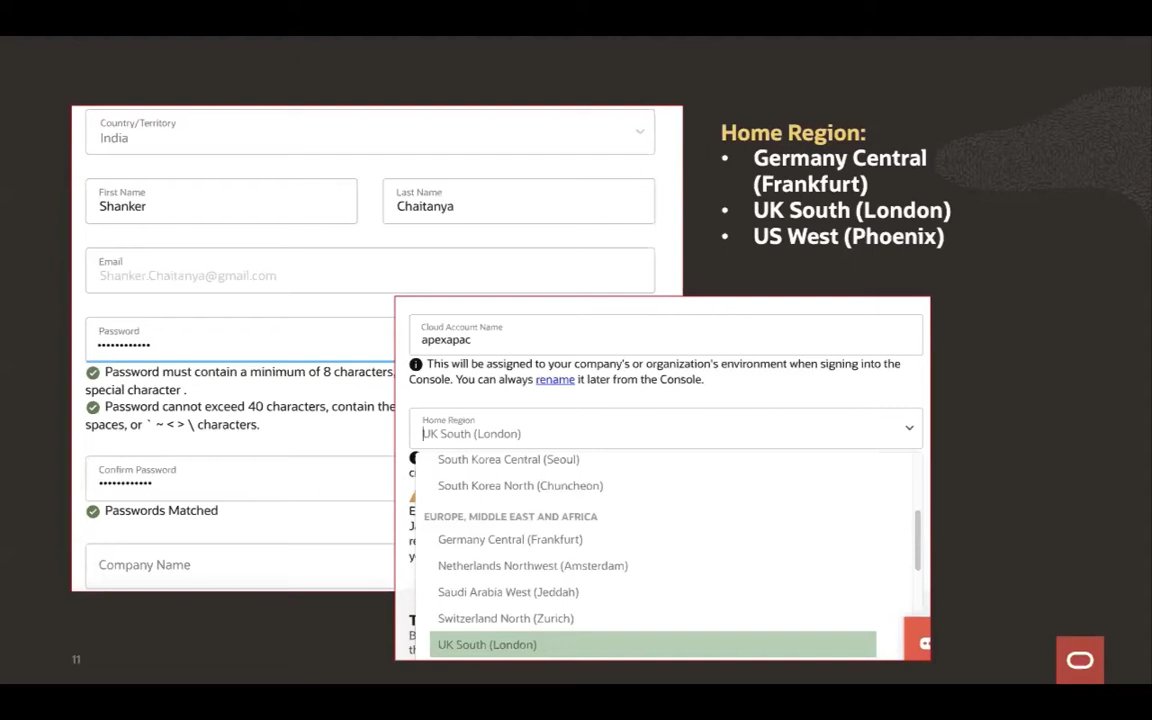 Country/Territory
India
First Name
Shanker
Last Name
Chaitanya
Email
Shanker.Chaitanya@gmail.com
Password
••••••••••••
Password must contain a minimum of 8 characters,
special character .
Password cannot exceed 40 characters, contain the
spaces, or ` ~ < > \ characters.
Confirm Password
••••••••••••
Passwords Matched
Company Name
Cloud Account Name
apexapac
This will be assigned to your company's or organization's environment when signing into the
Console. You can always rename it later from the Console.
Home Region
UK South (London)
South Korea Central (Seoul)
South Korea North (Chuncheon)
EUROPE, MIDDLE EAST AND AFRICA
Germany Central (Frankfurt)
Netherlands Northwest (Amsterdam)
Saudi Arabia West (Jeddah)
Switzerland North (Zurich)
UK South (London)
Home Region:
• Germany Central
(Frankfurt)
• UK South (London)
• US West (Phoenix)
11